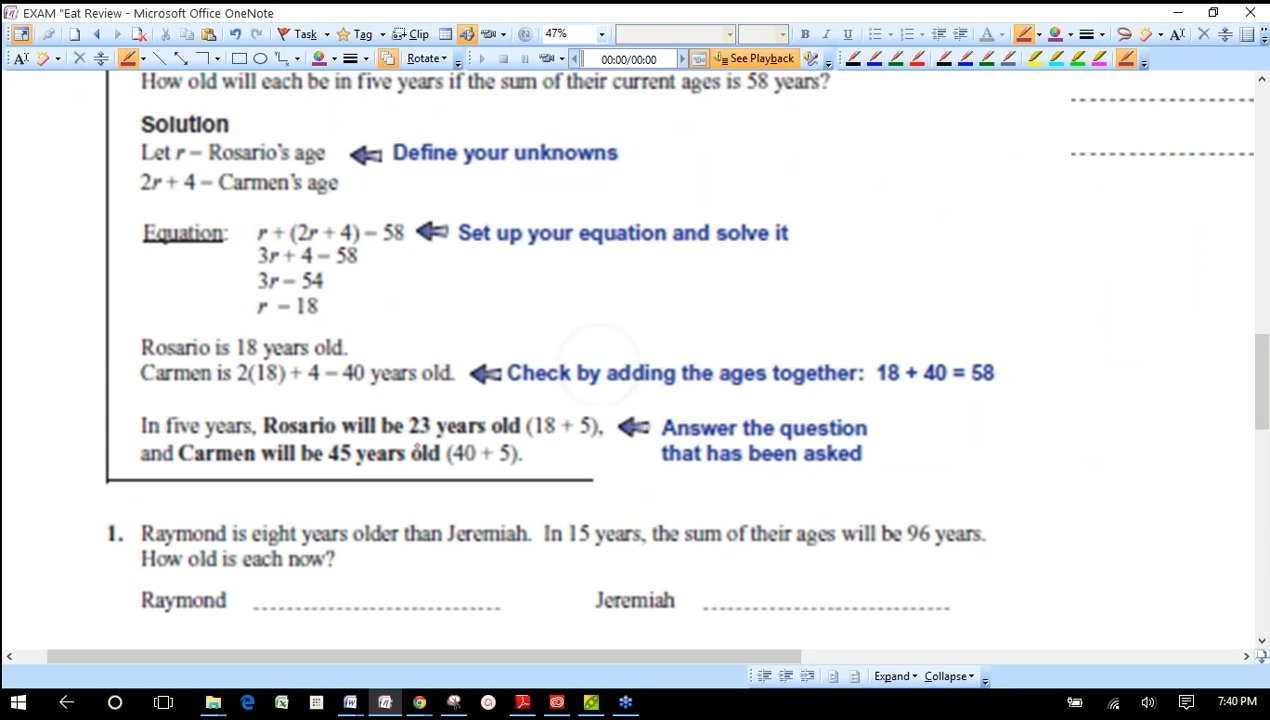 EXAM "Eat Review - Microsoft Office OneNote
Task Tag Clip 47% B I U
Rotate 00:00/00:00 See Playback
How old will each be in five years if the sum of their current ages is 58 years?
Solution
Let r – Rosario's age Define your unknowns
2r + 4 – Carmen's age
Equation: r + (2r + 4) – 58 Set up your equation and solve it
3r + 4 – 58
3r – 54
r – 18
Rosario is 18 years old.
Carmen is 2(18) + 4 – 40 years old. Check by adding the ages together: 18 + 40 = 58
In five years, Rosario will be 23 years old (18 + 5), Answer the question
and Carmen will be 45 years old (40 + 5). that has been asked
1. Raymond is eight years older than Jeremiah. In 15 years, the sum of their ages will be 96 years.
How old is each now?
Raymond Jeremiah
Expand Collapse
7:40 PM